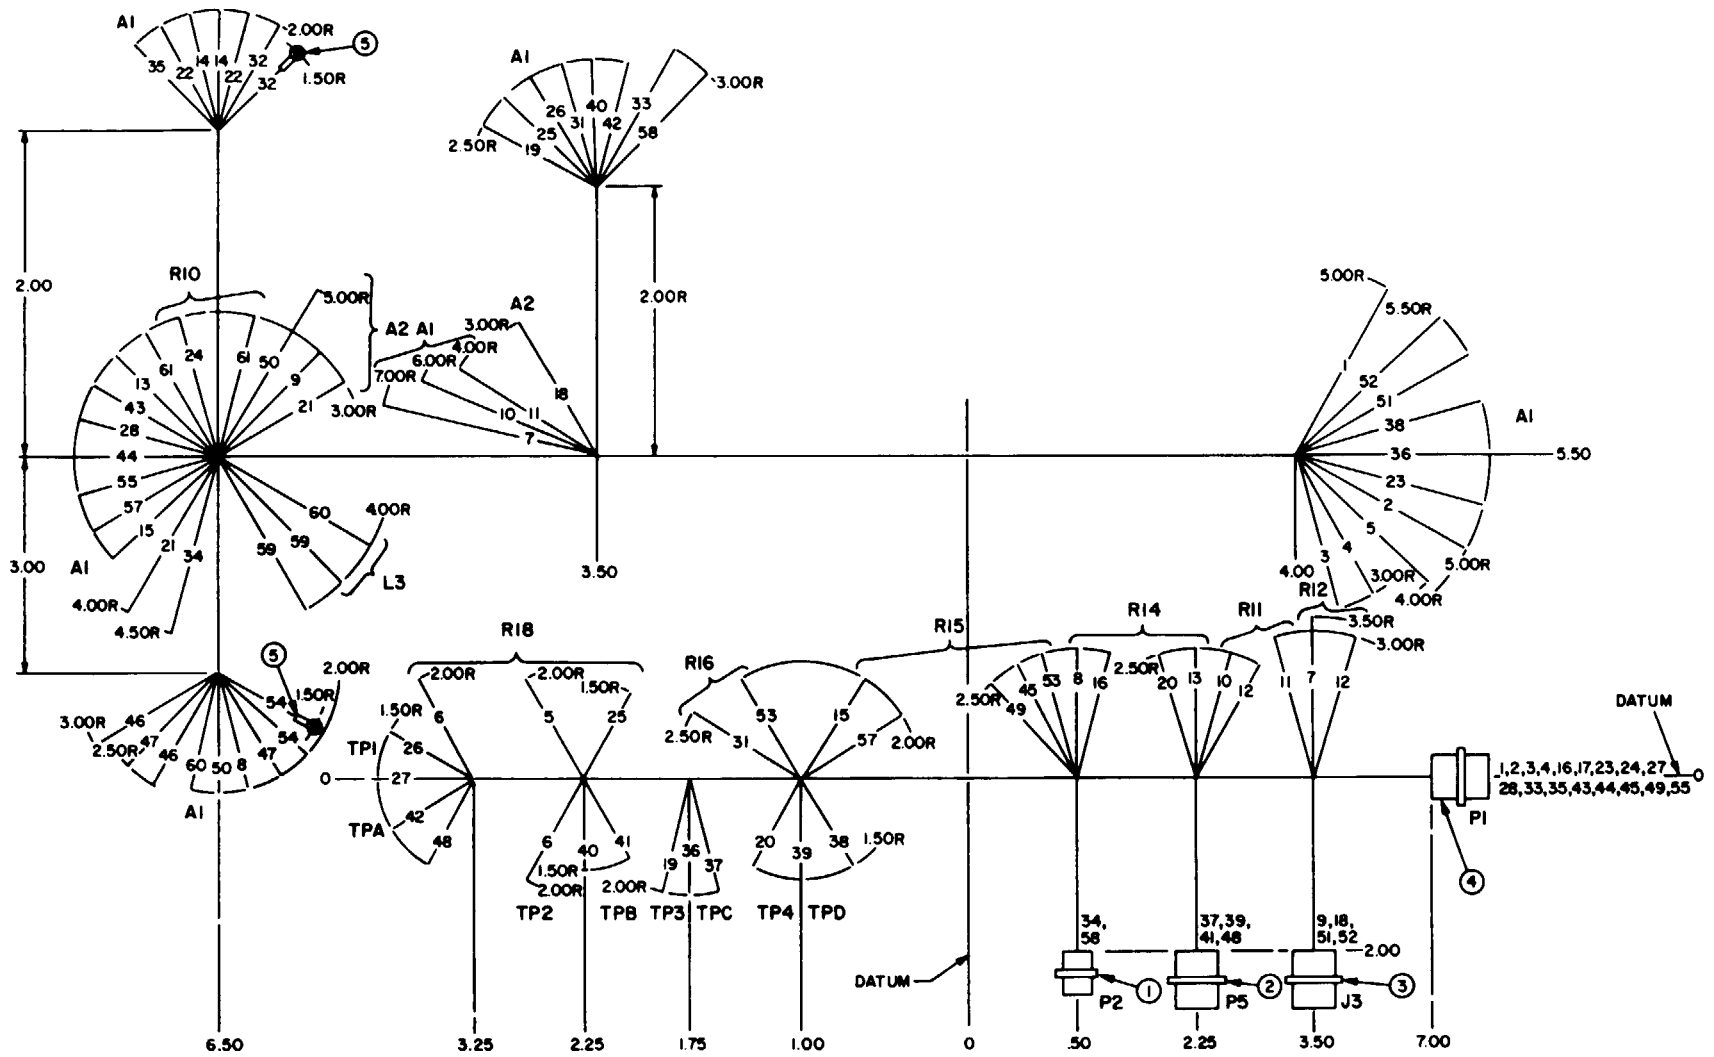 A1
2.00R
5
35
22
14
14
22
32
32
1.50R
A1
2.50R
19
25
26
31
40
42
33
58
3.00R
2.00
2.00R
R10
5.00R
A2
A1
A2
3.00R
4.00R
6.00R
7.00R
18
11
10
7
13
61
24
61
50
9
21
3.00R
43
28
44
55
57
15
21
34
60
59
59
4.00R
L3
A1
4.00R
4.50R
3.00
3.50
5.00R
5.50R
1
52
51
38
A1
36
5.50
23
2
5
4
3
4.00
5.00R
3.00R
4.00R
R12
3.50R
3.00R
R18
R16
R15
R14
R11
5
2.00R
1.50R
54
54
3.00R
2.50R
46
47
46
60
50
8
47
A1
2.00R
2.00R
1.50R
1.50R
6
5
25
TP1
26
0
27
42
TPA
48
2.50R
31
53
15
57
2.00R
2.50R
49
45
53
8
16
2.50R
20
13
10
12
11
7
12
DATUM
1,2,3,4,16,17,23,24,27
0
28,33,35,43,44,45,49,55
P1
4
6
40
41
1.50R
2.00R
TP2
TPB
19
36
37
2.00R
TP3
TPC
20
39
38
1.50R
TP4
TPD
34,
58
37,39,
41,48
9,18,
51,52
2.00
DATUM
1
P2
2
P5
3
J3
6.50
3.25
2.25
1.75
1.00
0
.50
2.25
3.50
7.00